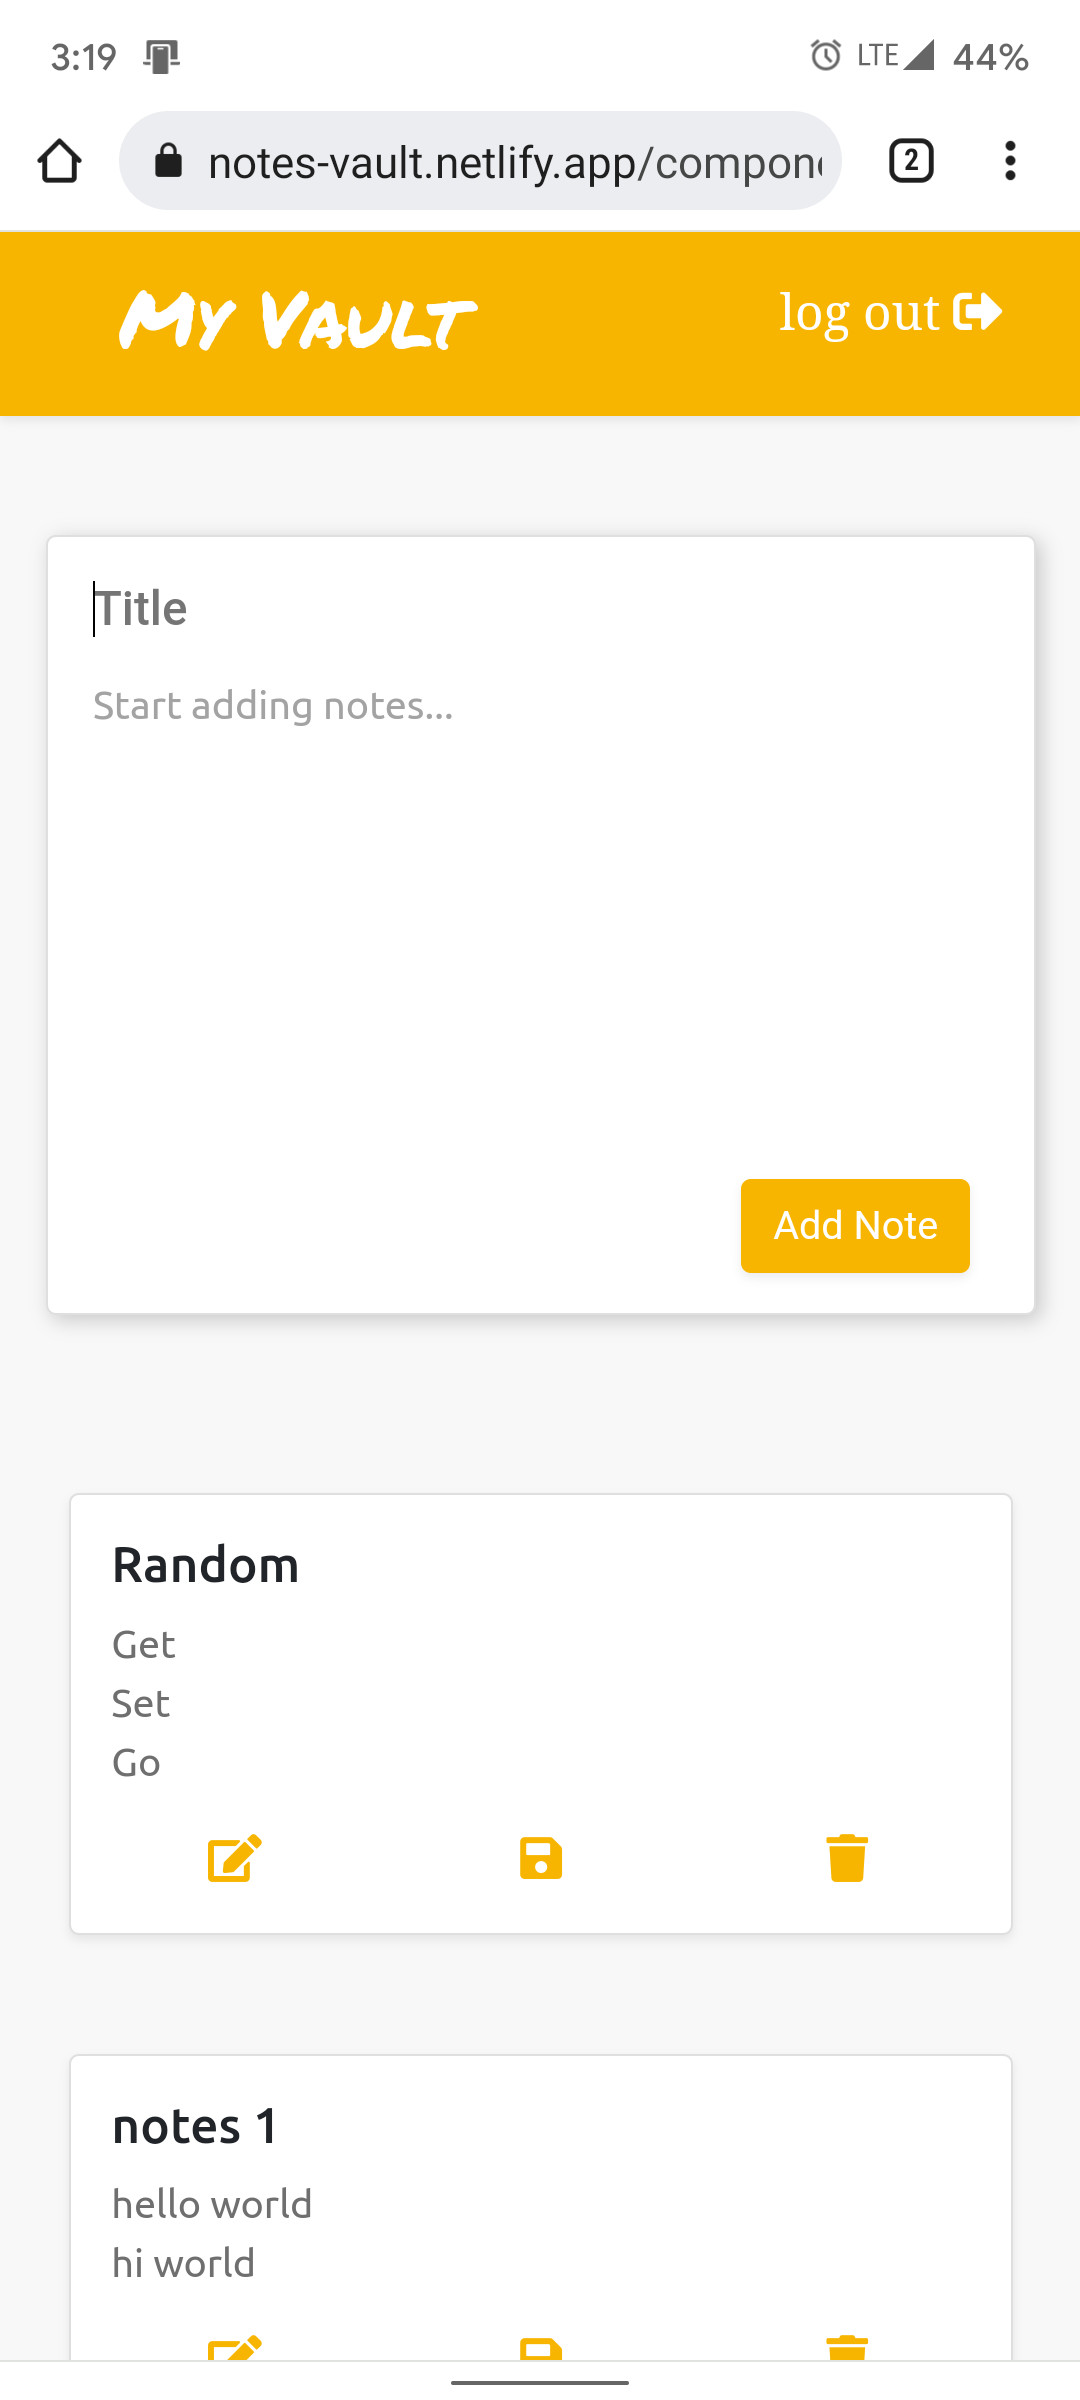 3:19 LTE 44%
notes-vault.netlify.app/compon
2
My Vault
log out
Title
Start adding notes...
Add Note
Random
Get
Set
Go
notes 1
hello world
hi world